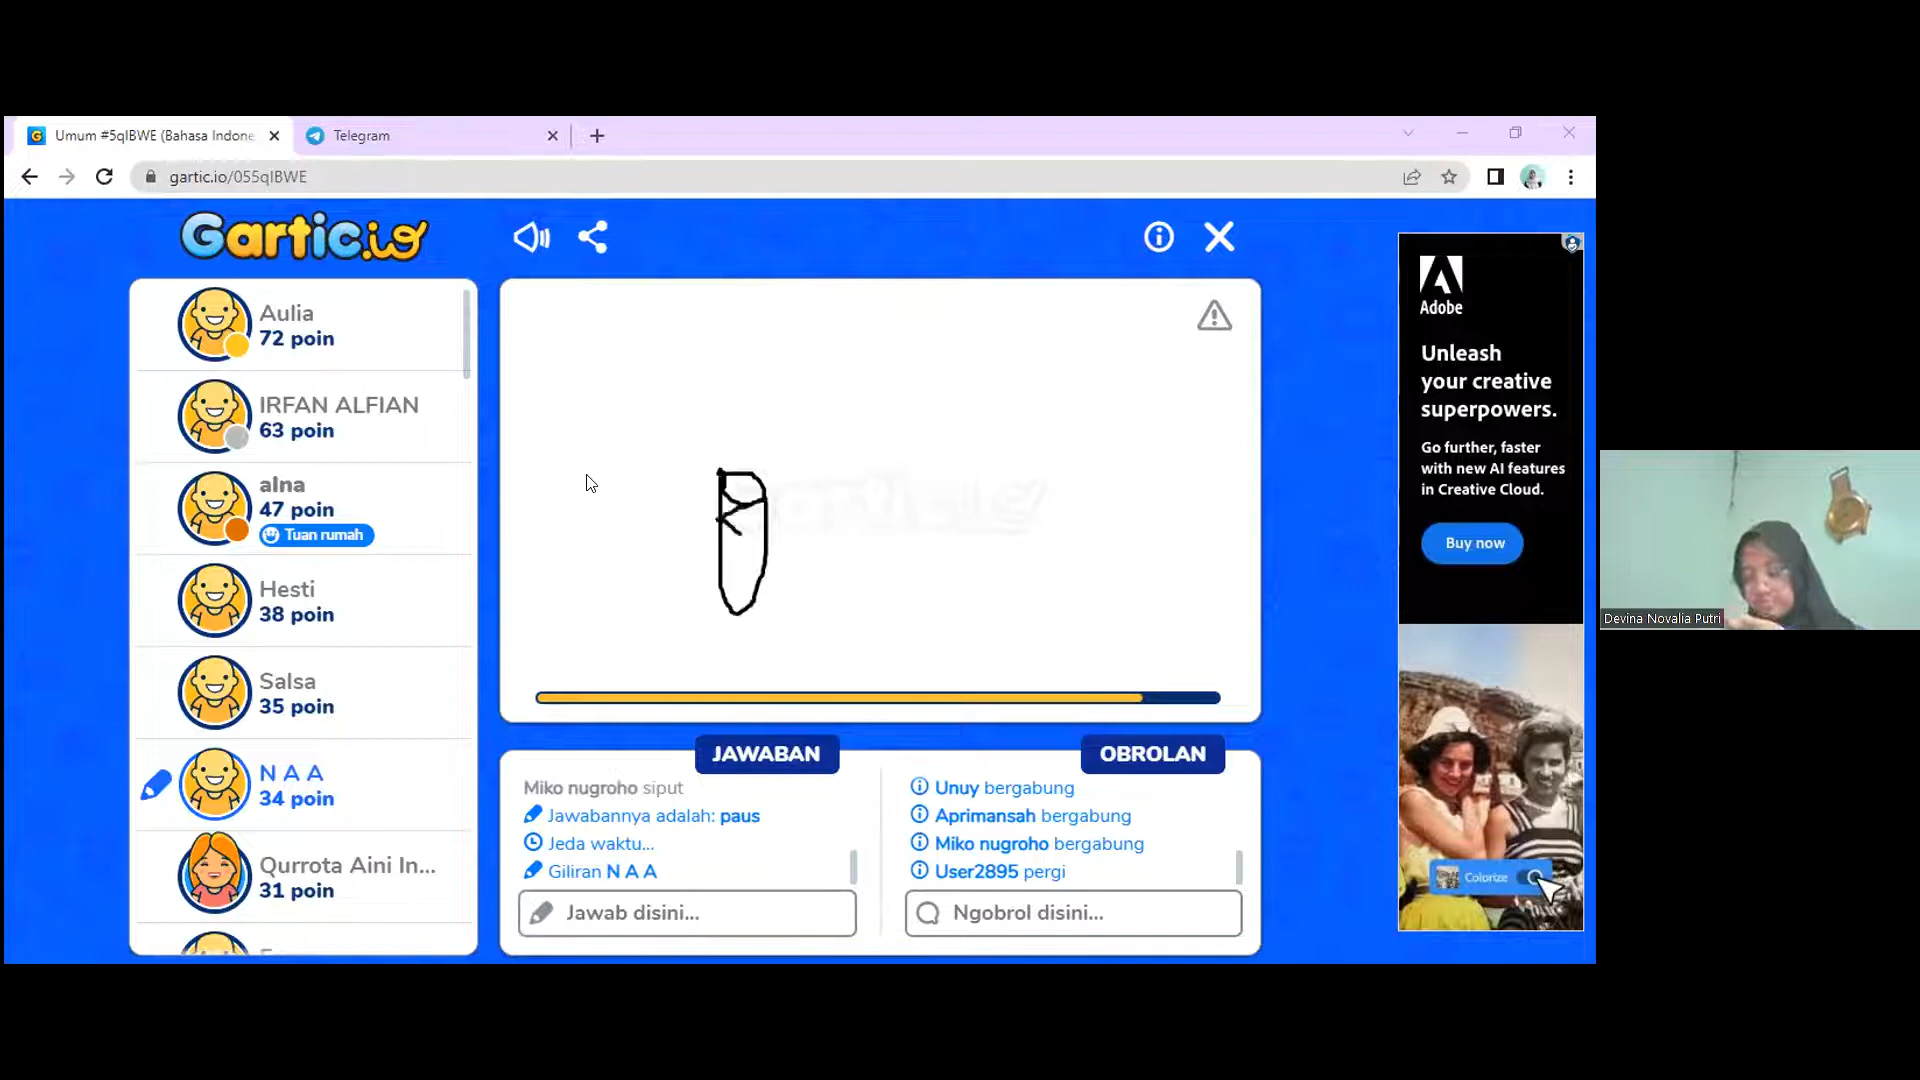 Umum #5qIBWE (Bahasa Indone
Telegram
gartic.io/055qIBWE
Gartic.io
Aulia
72 poin
IRFAN ALFIAN
63 poin
alna
47 poin
Tuan rumah
Hesti
38 poin
Salsa
35 poin
N A A
34 poin
Qurrota Aini In...
31 poin
JAWABAN
Miko nugroho siput
Jawabannya adalah: paus
Jeda waktu...
Giliran N A A
Jawab disini...
OBROLAN
Unuy bergabung
Aprimansah bergabung
Miko nugroho bergabung
User2895 pergi
Ngobrol disini...
Adobe
Unleash
your creative
superpowers.
Go further, faster
with new AI features
in Creative Cloud.
Buy now
Colorize
Devina Novalia Putri